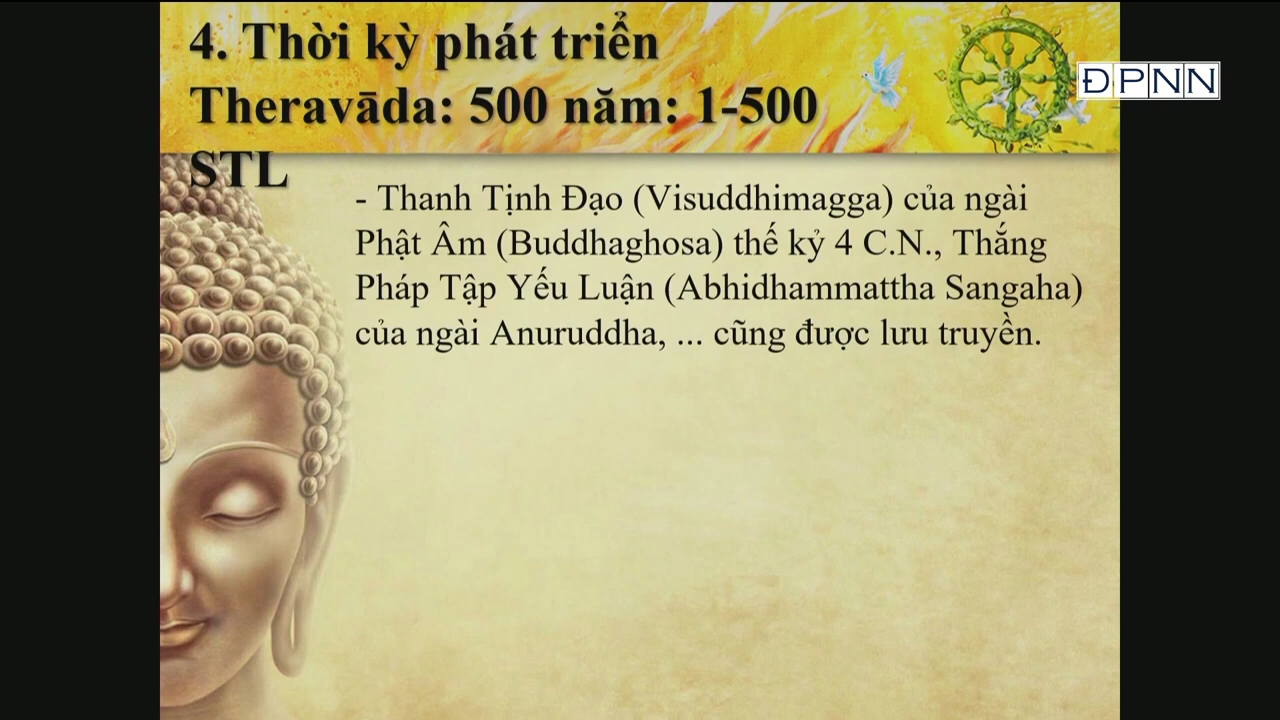 4. Thời kỳ phát triển
Theravāda: 500 năm: 1-500
STL
ĐPNN
- Thanh Tịnh Đạo (Visuddhimagga) của ngài
Phật Âm (Buddhaghosa) thế kỷ 4 C.N., Thắng
Pháp Tập Yếu Luận (Abhidhammattha Sangaha)
của ngài Anuruddha, ... cũng được lưu truyền.